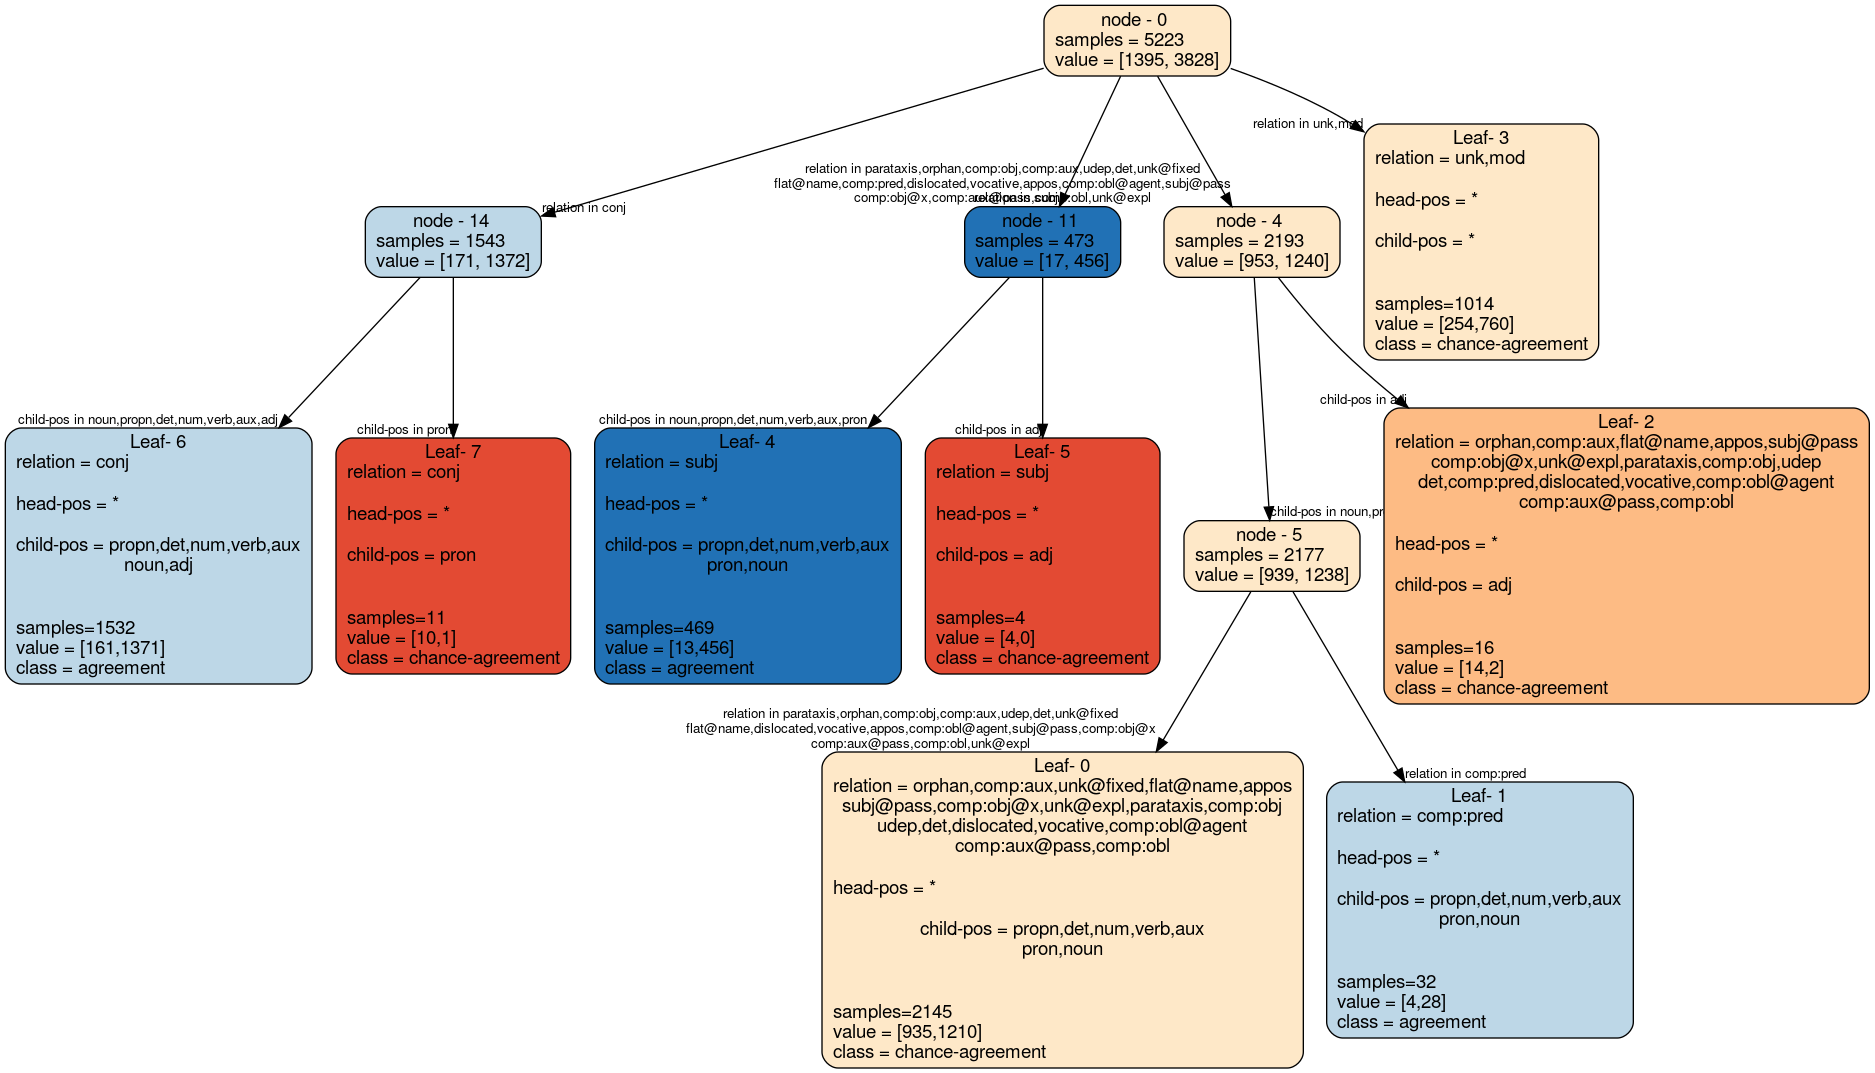 node - 0
samples = 5223
value = [1395, 3828]
relation in unk,mod
Leaf- 3
relation = unk,mod
head-pos = *
child-pos = *
samples=1014
value = [254,760]
class = chance-agreement
relation in conj
node - 14
samples = 1543
value = [171, 1372]
relation in parataxis,orphan,comp:obj,comp:aux,udep,det,unk@fixed
flat@name,comp:pred,dislocated,vocative,appos,comp:obl@agent,subj@pass
comp:obj@x,comp:aux@pass,comp:obl,unk@expl
relation in subj
node - 11
samples = 473
value = [17, 456]
node - 4
samples = 2193
value = [953, 1240]
child-pos in noun,propn,det,num,verb,aux,adj
Leaf- 6
relation = conj
head-pos = *
child-pos = propn,det,num,verb,aux
noun,adj
samples=1532
value = [161,1371]
class = agreement
child-pos in pron
Leaf- 7
relation = conj
head-pos = *
child-pos = pron
samples=11
value = [10,1]
class = chance-agreement
child-pos in noun,propn,det,num,verb,aux,pron
Leaf- 4
relation = subj
head-pos = *
child-pos = propn,det,num,verb,aux
pron,noun
samples=469
value = [13,456]
class = agreement
child-pos in adj
Leaf- 5
relation = subj
head-pos = *
child-pos = adj
samples=4
value = [4,0]
class = chance-agreement
child-pos in adj
Leaf- 2
relation = orphan,comp:aux,flat@name,appos,subj@pass
comp:obj@x,unk@expl,parataxis,comp:obj,udep
det,comp:pred,dislocated,vocative,comp:obl@agent
comp:aux@pass,comp:obl
head-pos = *
child-pos = adj
samples=16
value = [14,2]
class = chance-agreement
child-pos in noun,pr
node - 5
samples = 2177
value = [939, 1238]
relation in parataxis,orphan,comp:obj,comp:aux,udep,det,unk@fixed
flat@name,dislocated,vocative,appos,comp:obl@agent,subj@pass,comp:obj@x
comp:aux@pass,comp:obl,unk@expl
Leaf- 0
relation = orphan,comp:aux,unk@fixed,flat@name,appos
subj@pass,comp:obj@x,unk@expl,parataxis,comp:obj
udep,det,dislocated,vocative,comp:obl@agent
comp:aux@pass,comp:obl
head-pos = *
child-pos = propn,det,num,verb,aux
pron,noun
samples=2145
value = [935,1210]
class = chance-agreement
relation in comp:pred
Leaf- 1
relation = comp:pred
head-pos = *
child-pos = propn,det,num,verb,aux
pron,noun
samples=32
value = [4,28]
class = agreement